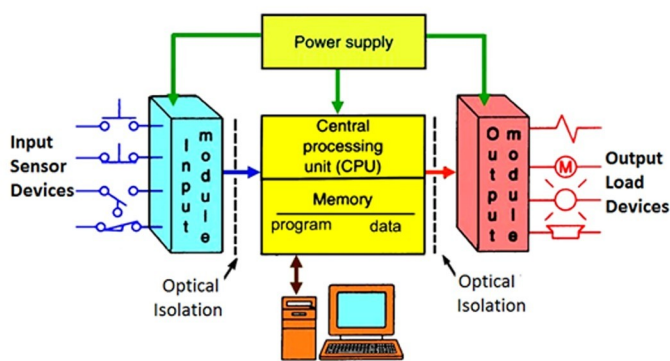 Power supply
Input
Sensor
Devices
Input
module
Central
processing
unit (CPU)
Memory
program data
Output
module
M
Output
Load
Devices
Optical
Isolation
Optical
Isolation